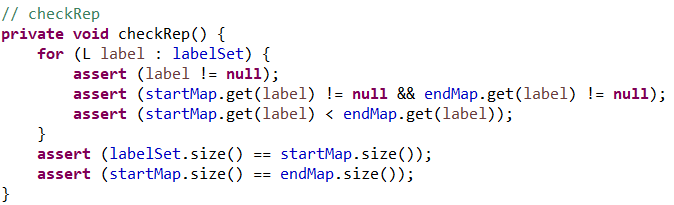 // checkRep
private void checkRep() {
    for (L label : labelSet) {
        assert (label != null);
        assert (startMap.get(label) != null && endMap.get(label) != null);
        assert (startMap.get(label) < endMap.get(label));
    }
    assert (labelSet.size() == startMap.size());
    assert (startMap.size() == endMap.size());
}